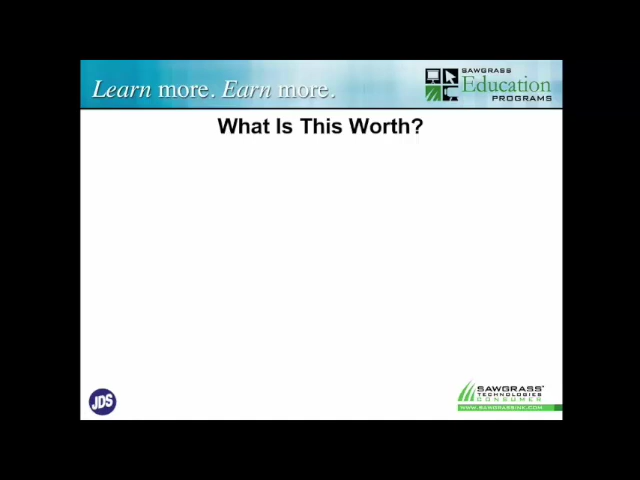 Learn more. Earn more.
SAWGRASS
Education
PROGRAMS
What Is This Worth?
JDS
SAWGRASS
TECHNOLOGIES
CONSUMER
WWW.SAWGRASSINK.COM